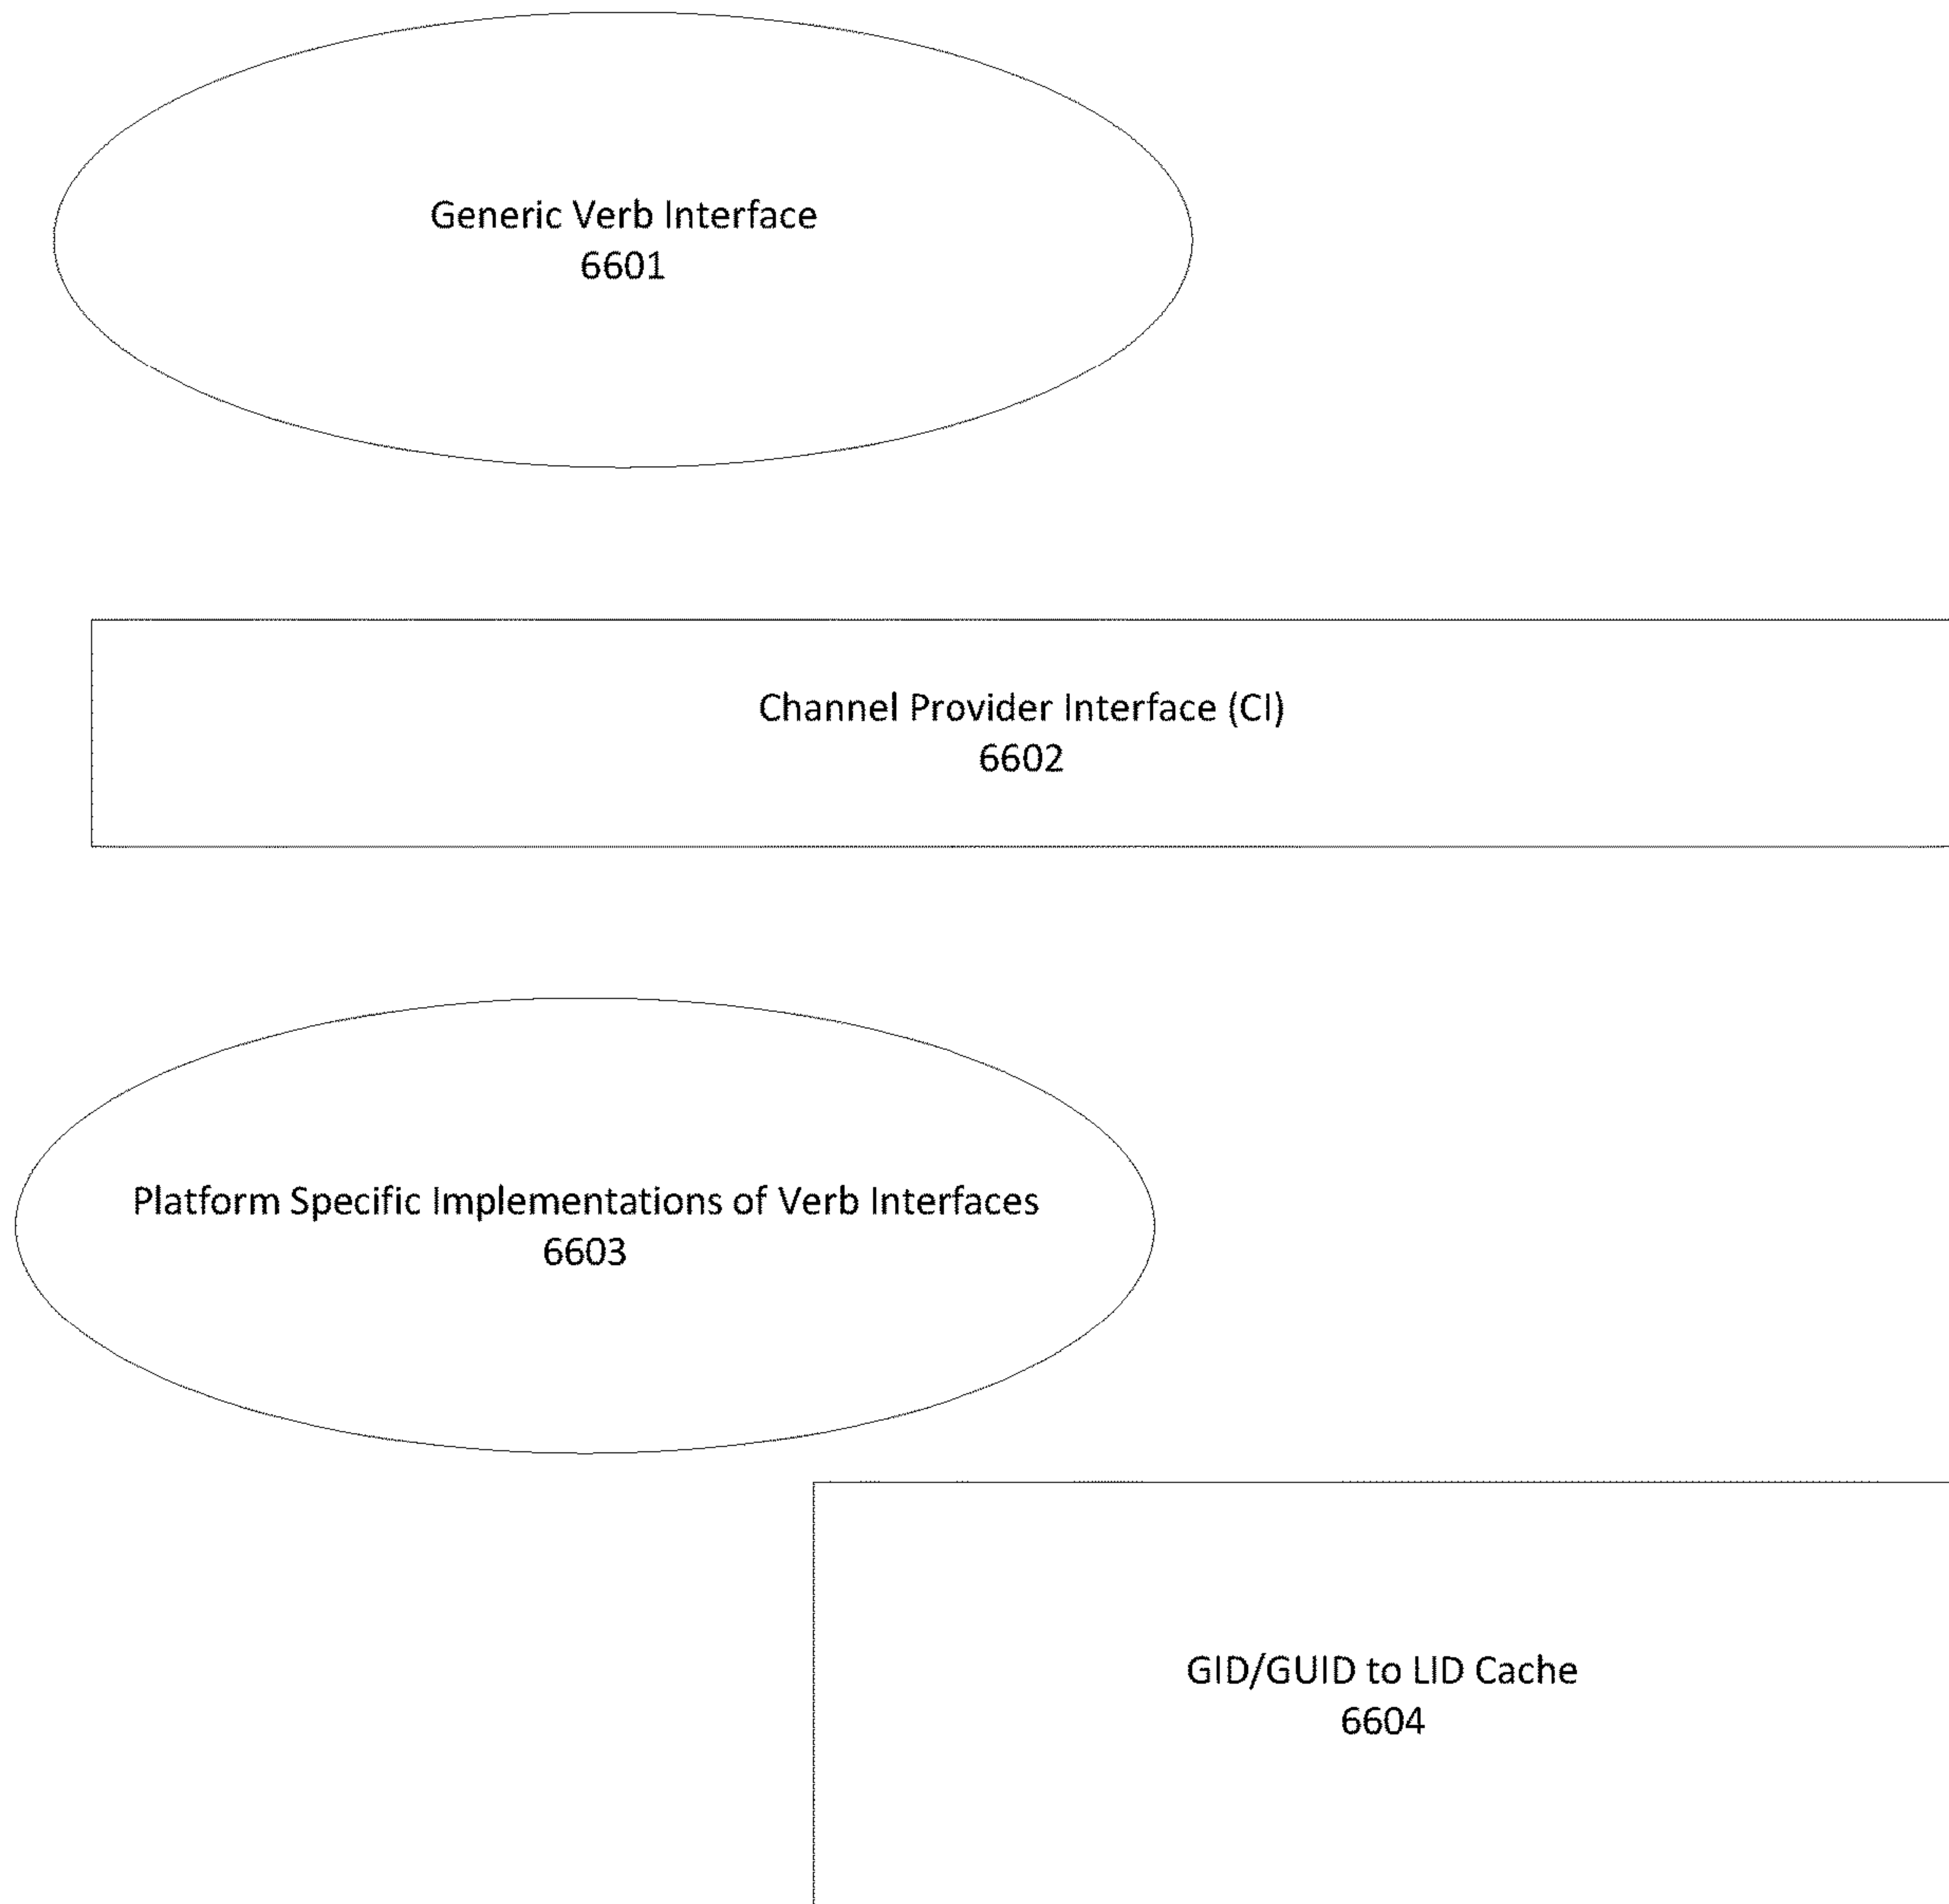 Generic Verb Interface
6601
Channel Provider Interface (CI)
6602
Platform Specific Implementations of Verb Interfaces
6603
GID/GUID to LID Cache
6604